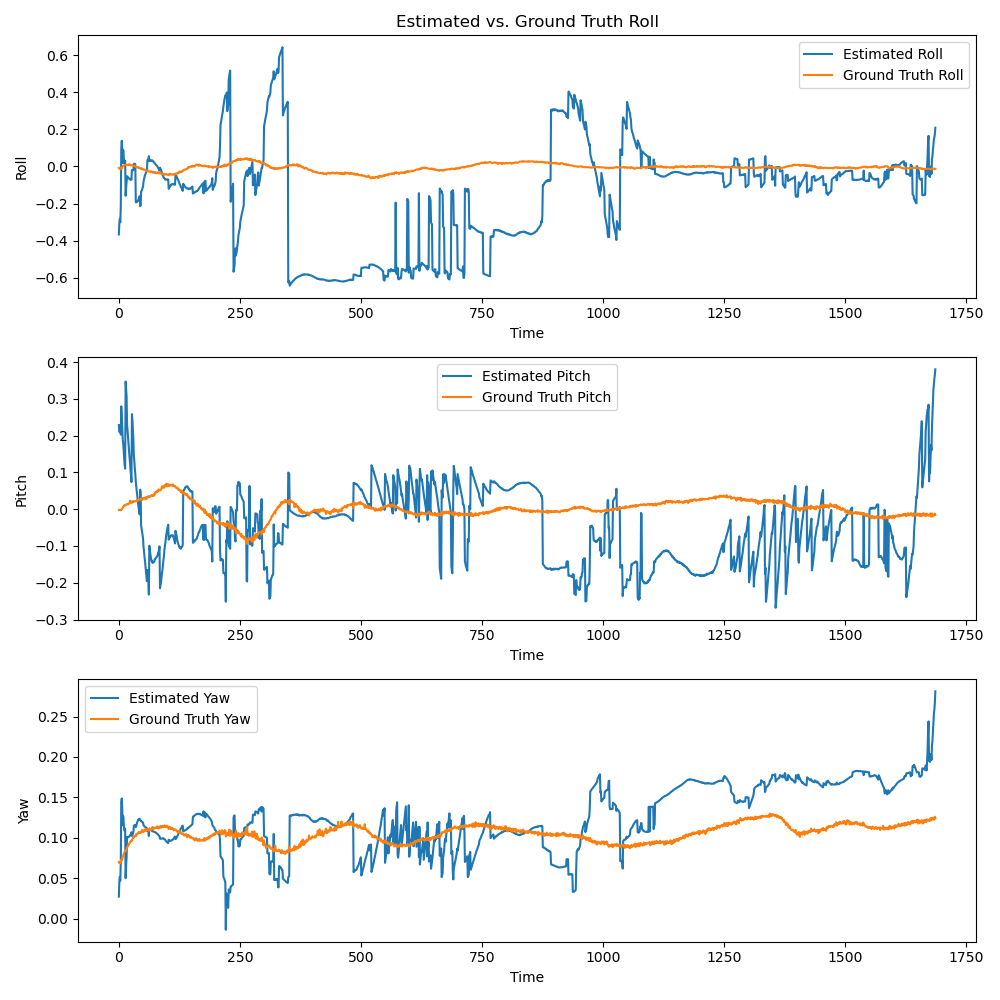 Estimated vs. Ground Truth Roll
Estimated Roll
Ground Truth Roll
0.6
0.4
0.2
0.0
−0.2
−0.4
−0.6
Roll
0 250 500 750 1000 1250 1500 1750
Time
Estimated Pitch
Ground Truth Pitch
0.4
0.3
0.2
0.1
0.0
−0.1
−0.2
−0.3
Pitch
0 250 500 750 1000 1250 1500 1750
Time
Estimated Yaw
Ground Truth Yaw
0.25
0.20
0.15
0.10
0.05
0.00
Yaw
0 250 500 750 1000 1250 1500 1750
Time